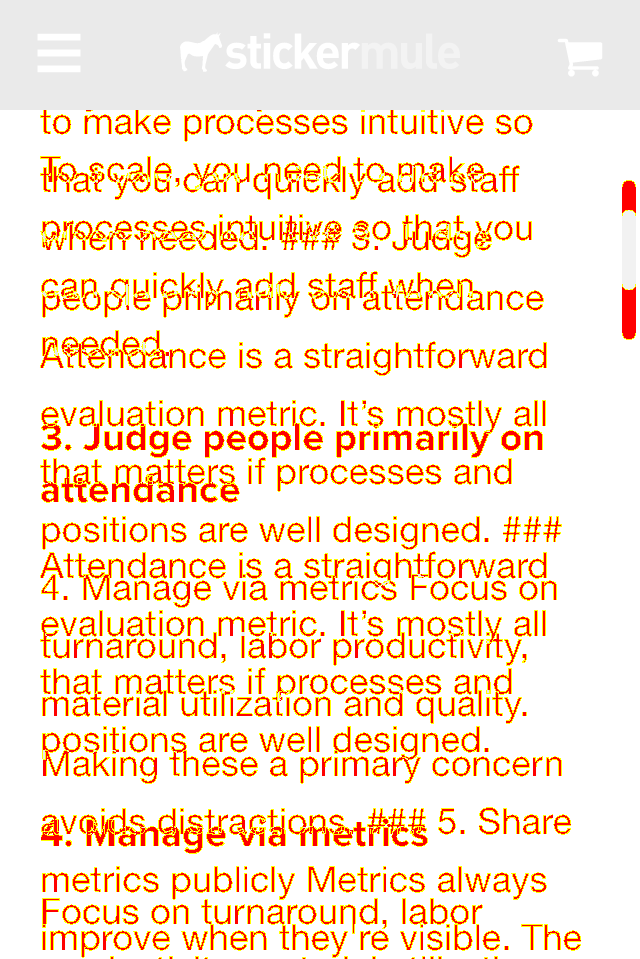 stickermule
to make processes intuitive so
To scale, you need to make
that you can quickly add staff
processes intuitive so that you
when needed. ### 3. Judge
can quickly add staff when
people primarily on attendance
needed.
Attendance is a straightforward
evaluation metric. It’s mostly all
3. Judge people primarily on
that matters if processes and
attendance
positions are well designed. ###
Attendance is a straightforward
4. Manage via metrics Focus on
evaluation metric. It’s mostly all
turnaround, labor productivity,
that matters if processes and
material utilization and quality.
positions are well designed.
Making these a primary concern
avoids distractions. ### 5. Share
4. Manage via metrics
metrics publicly Metrics always
Focus on turnaround, labor
improve when they're visible. The